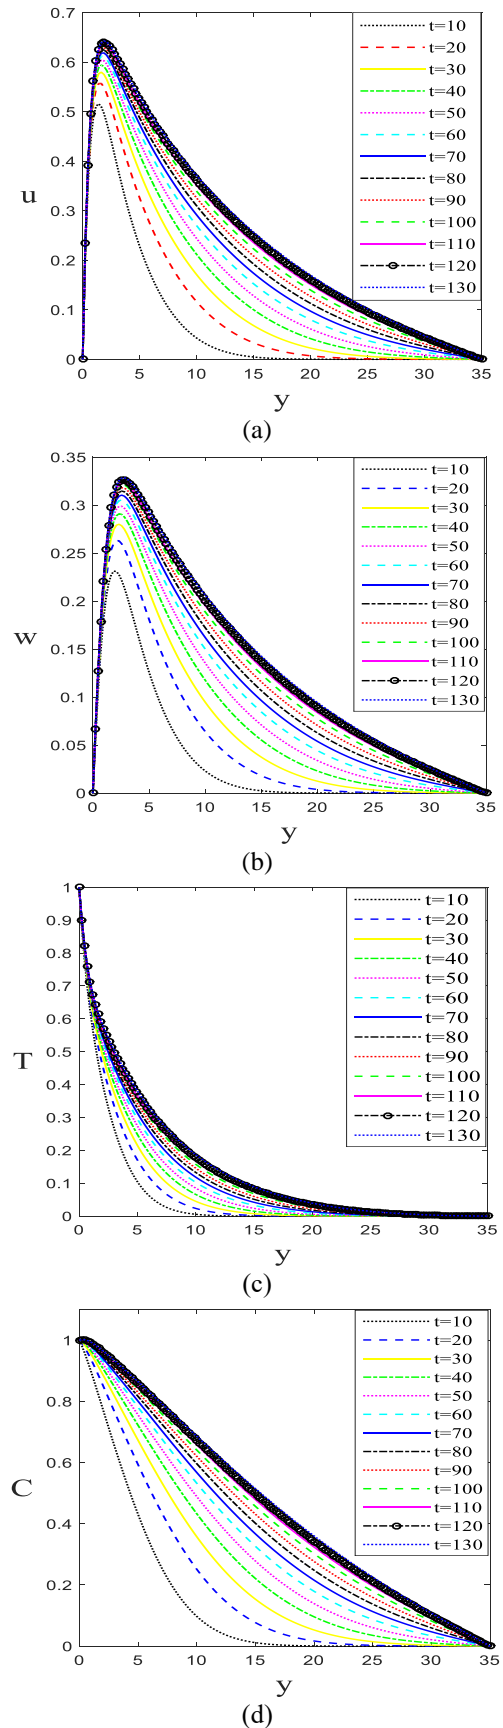 0.7
0.6
0.5
0.4
0.3
0.2
0.1
0
u
0 5 10 15 20 25 30 35
y
t=10
t=20
t=30
t=40
t=50
t=60
t=70
t=80
t=90
t=100
t=110
t=120
t=130
(a)
0.35
0.3
0.25
0.2
0.15
0.1
0.05
0
w
0 5 10 15 20 25 30 35
y
t=10
t=20
t=30
t=40
t=50
t=60
t=70
t=80
t=90
t=100
t=110
t=120
t=130
(b)
1
0.9
0.8
0.7
0.6
0.5
0.4
0.3
0.2
0.1
0
T
0 5 10 15 20 25 30 35
y
t=10
t=20
t=30
t=40
t=50
t=60
t=70
t=80
t=90
t=100
t=110
t=120
t=130
(c)
1
0.8
0.6
0.4
0.2
0
C
0 5 10 15 20 25 30 35
y
t=10
t=20
t=30
t=40
t=50
t=60
t=70
t=80
t=90
t=100
t=110
t=120
t=130
(d)